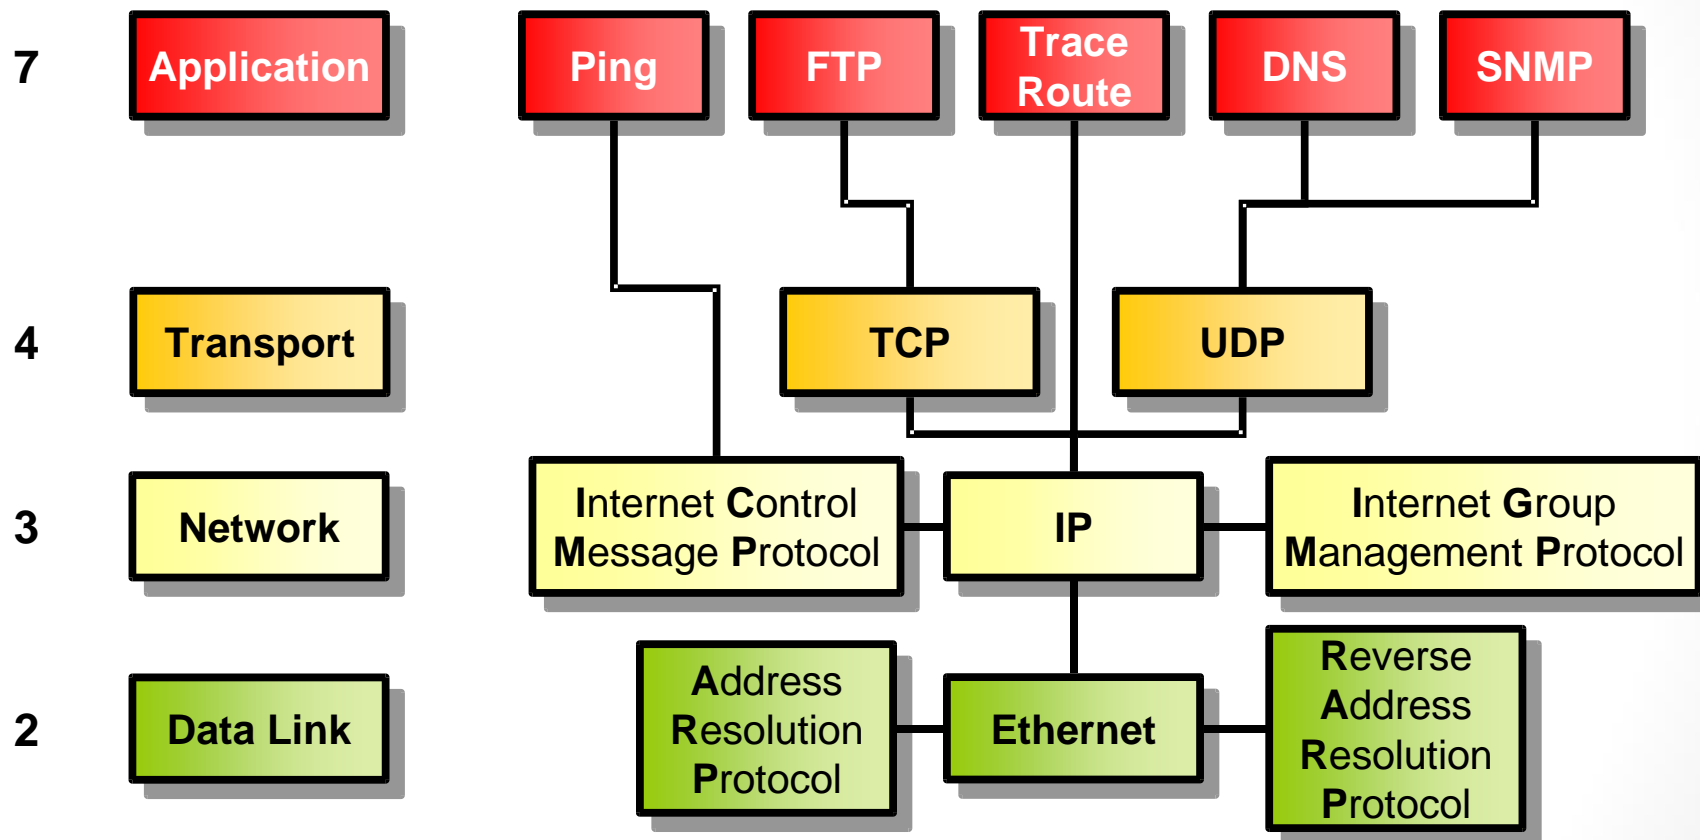 7
Application
Ping
FTP
Trace
Route
DNS
SNMP
4
Transport
TCP
UDP
3
Network
Internet Control
Message Protocol
IP
Internet Group
Management Protocol
2
Data Link
Address
Resolution
Protocol
Ethernet
Reverse
Address
Resolution
Protocol